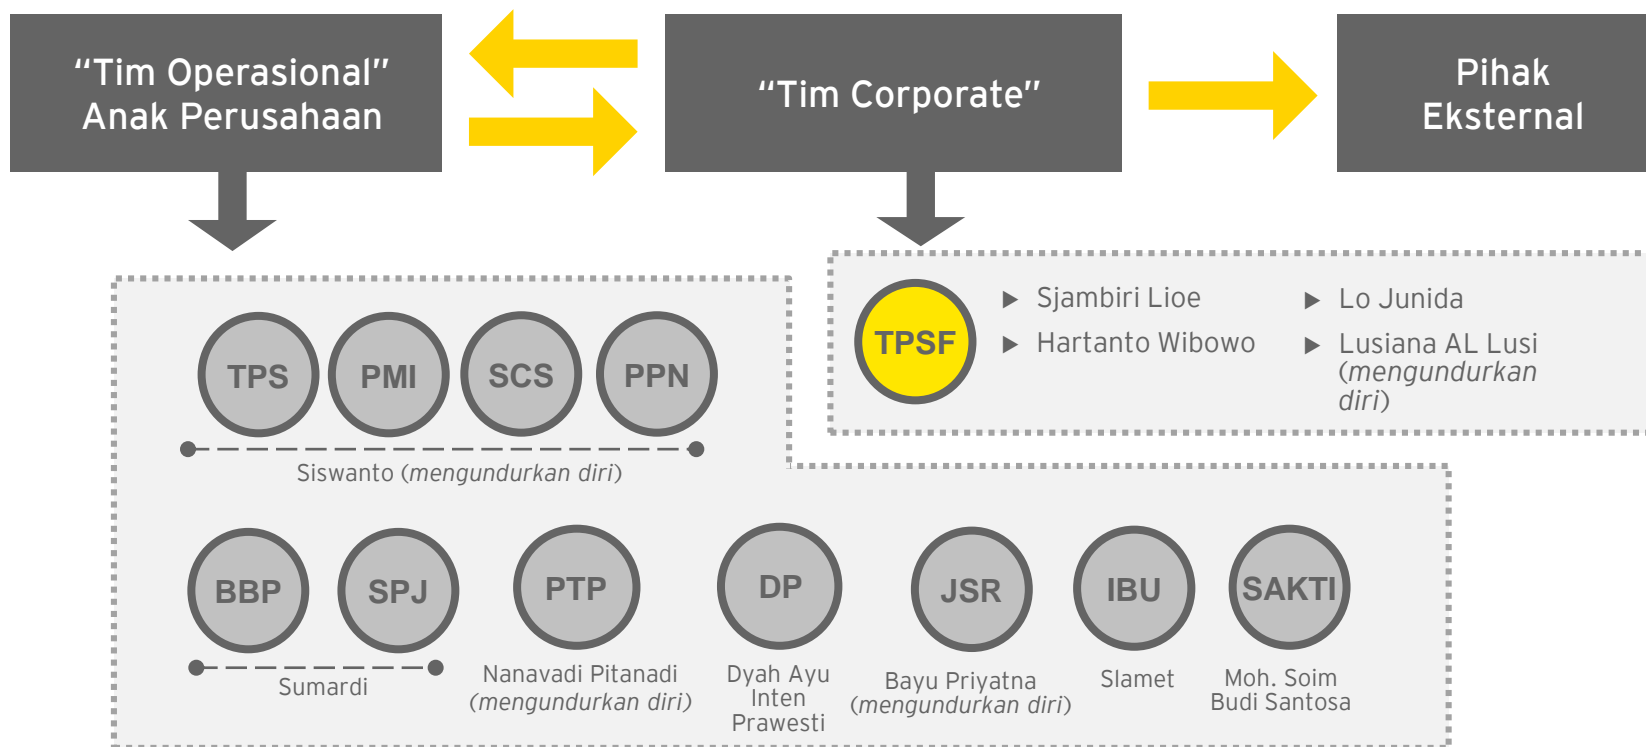 “Tim Operasional”
Anak Perusahaan
“Tim Corporate”
Pihak
Eksternal
TPSF
► Sjambiri Lioe
► Hartanto Wibowo
► Lo Junida
► Lusiana AL Lusi
(mengundurkan
diri)
TPS
PMI
SCS
PPN
Siswanto (mengundurkan diri)
BBP
SPJ
Sumardi
PTP
Nanavadi Pitanadi
(mengundurkan diri)
DP
Dyah Ayu
Inten
Prawesti
JSR
Bayu Priyatna
(mengundurkan diri)
IBU
Slamet
SAKTI
Moh. Soim
Budi Santosa